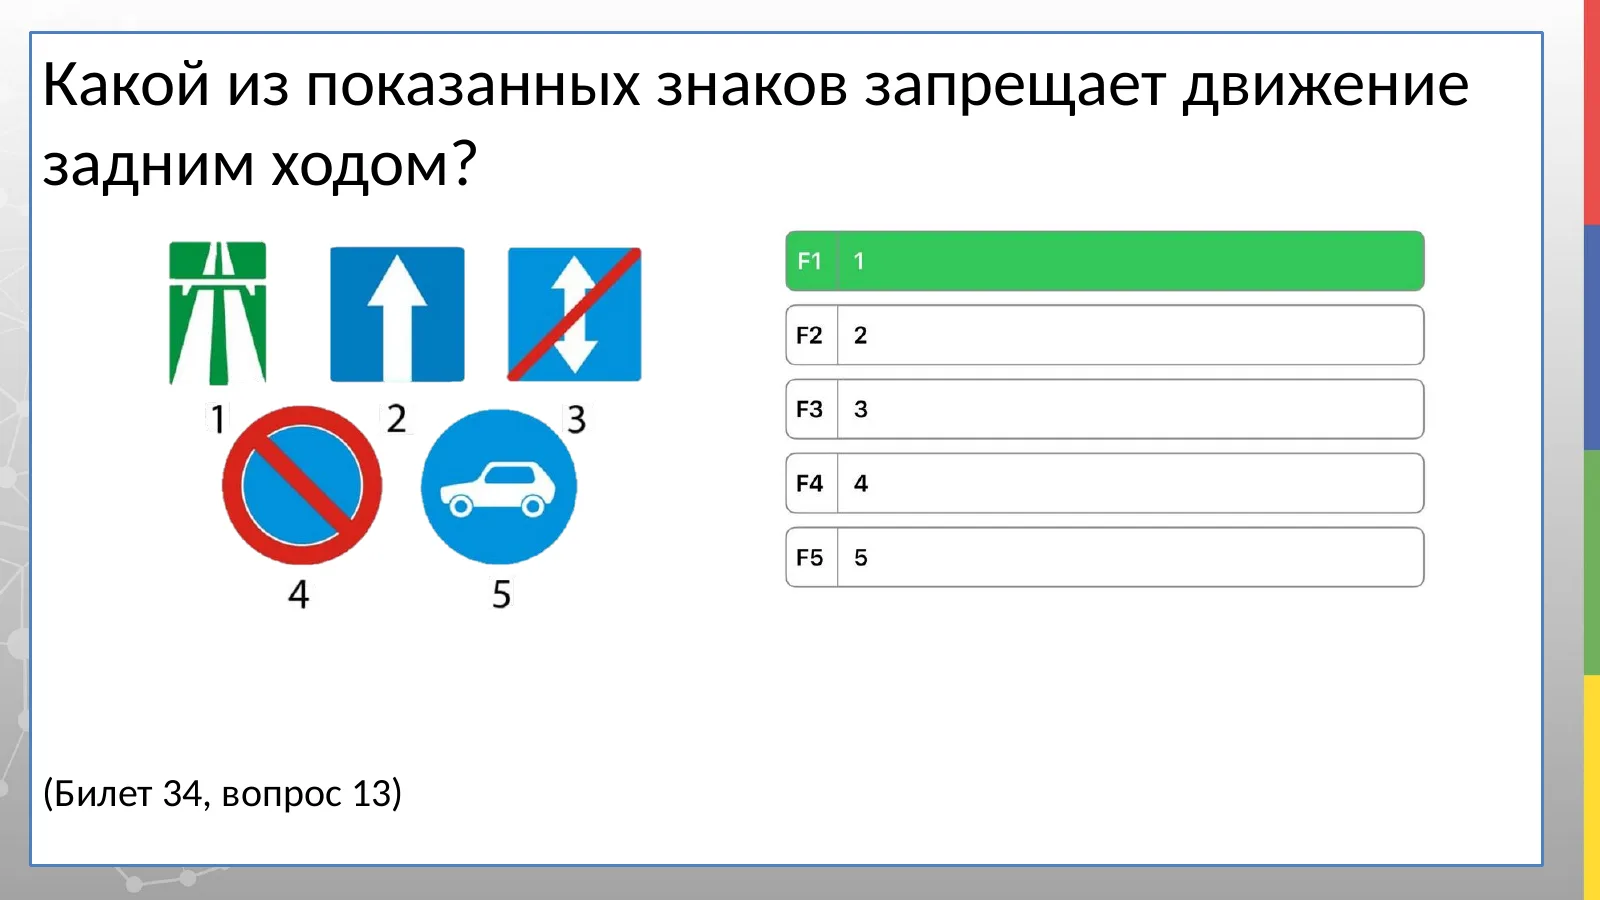 Какой из показанных знаков запрещает движение
задним ходом?
1
2
3
4
5
F1 1
F2 2
F3 3
F4 4
F5 5
(Билет 34, вопрос 13)